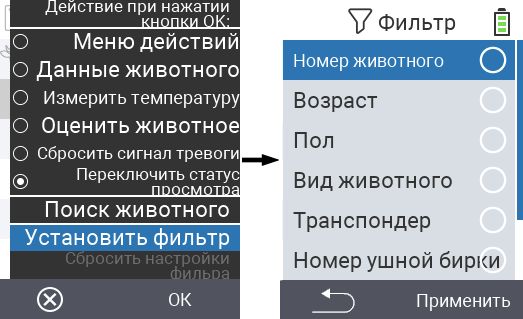 Действие при нажатии
кнопки OK:
Меню действий
Данные животного
Измерить температуру
Оценить животное
Сбросить сигнал тревоги
Переключить статус
просмотра
Поиск животного
Установить фильтр
Сбросить настройки
фильра
OK
Фильтр
Номер животного
Возраст
Пол
Вид животного
Транспондер
Номер ушной бирки
Применить